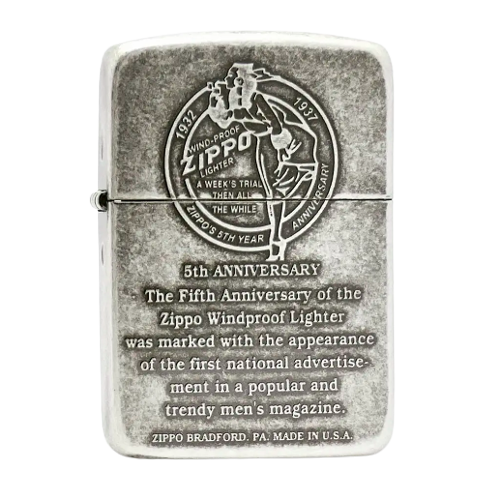 1932 1937
WIND-PROOF
ZIPPO
LIGHTER
A WEEK'S TRIAL
THEN ALL
THE WHILE
ZIPPO'S 5TH YEAR ANNIVERSARY
5th ANNIVERSARY
The Fifth Anniversary of the
Zippo Windproof Lighter
was marked with the appearance
of the first national advertise-
ment in a popular and
trendy men's magazine.
ZIPPO BRADFORD. PA. MADE IN U.S.A.